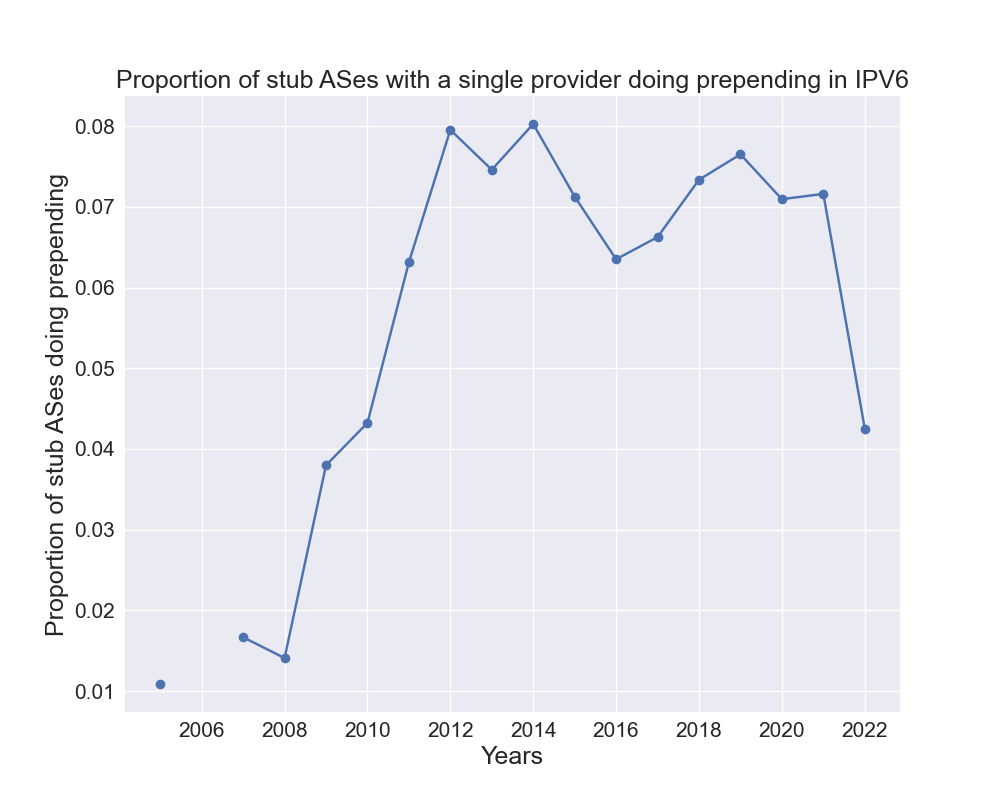 Proportion of stub ASes with a single provider doing prepending in IPV6
Proportion of stub ASes doing prepending
0.08
0.07
0.06
0.05
0.04
0.03
0.02
0.01
2006 2008 2010 2012 2014 2016 2018 2020 2022
Years